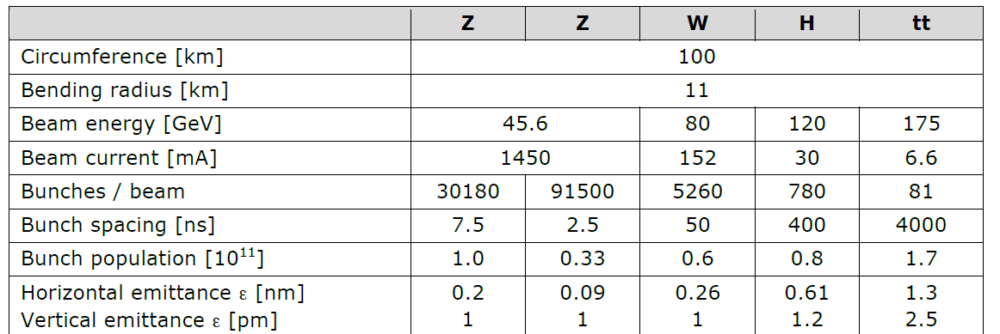 Z Z W H tt
Circumference [km] 100
Bending radius [km] 11
Beam energy [GeV] 45.6 80 120 175
Beam current [mA] 1450 152 30 6.6
Bunches / beam 30180 91500 5260 780 81
Bunch spacing [ns] 7.5 2.5 50 400 4000
Bunch population [10¹¹] 1.0 0.33 0.6 0.8 1.7
Horizontal emittance ε [nm] 0.2 0.09 0.26 0.61 1.3
Vertical emittance ε [pm] 1 1 1 1.2 2.5